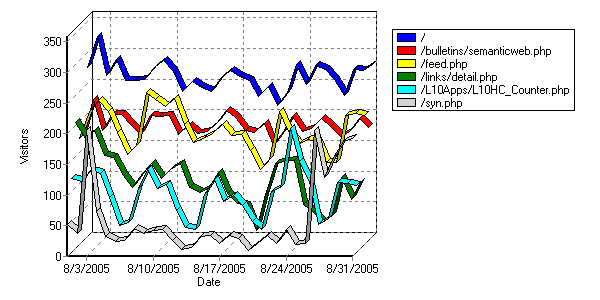 350
300
250
200
150
100
50
0
Visitors
8/3/2005 8/10/2005 8/17/2005 8/24/2005 8/31/2005
Date
/
/bulletins/semanticweb.php
/feed.php
/links/detail.php
/L10Apps/L10HC_Counter.php
/syn.php